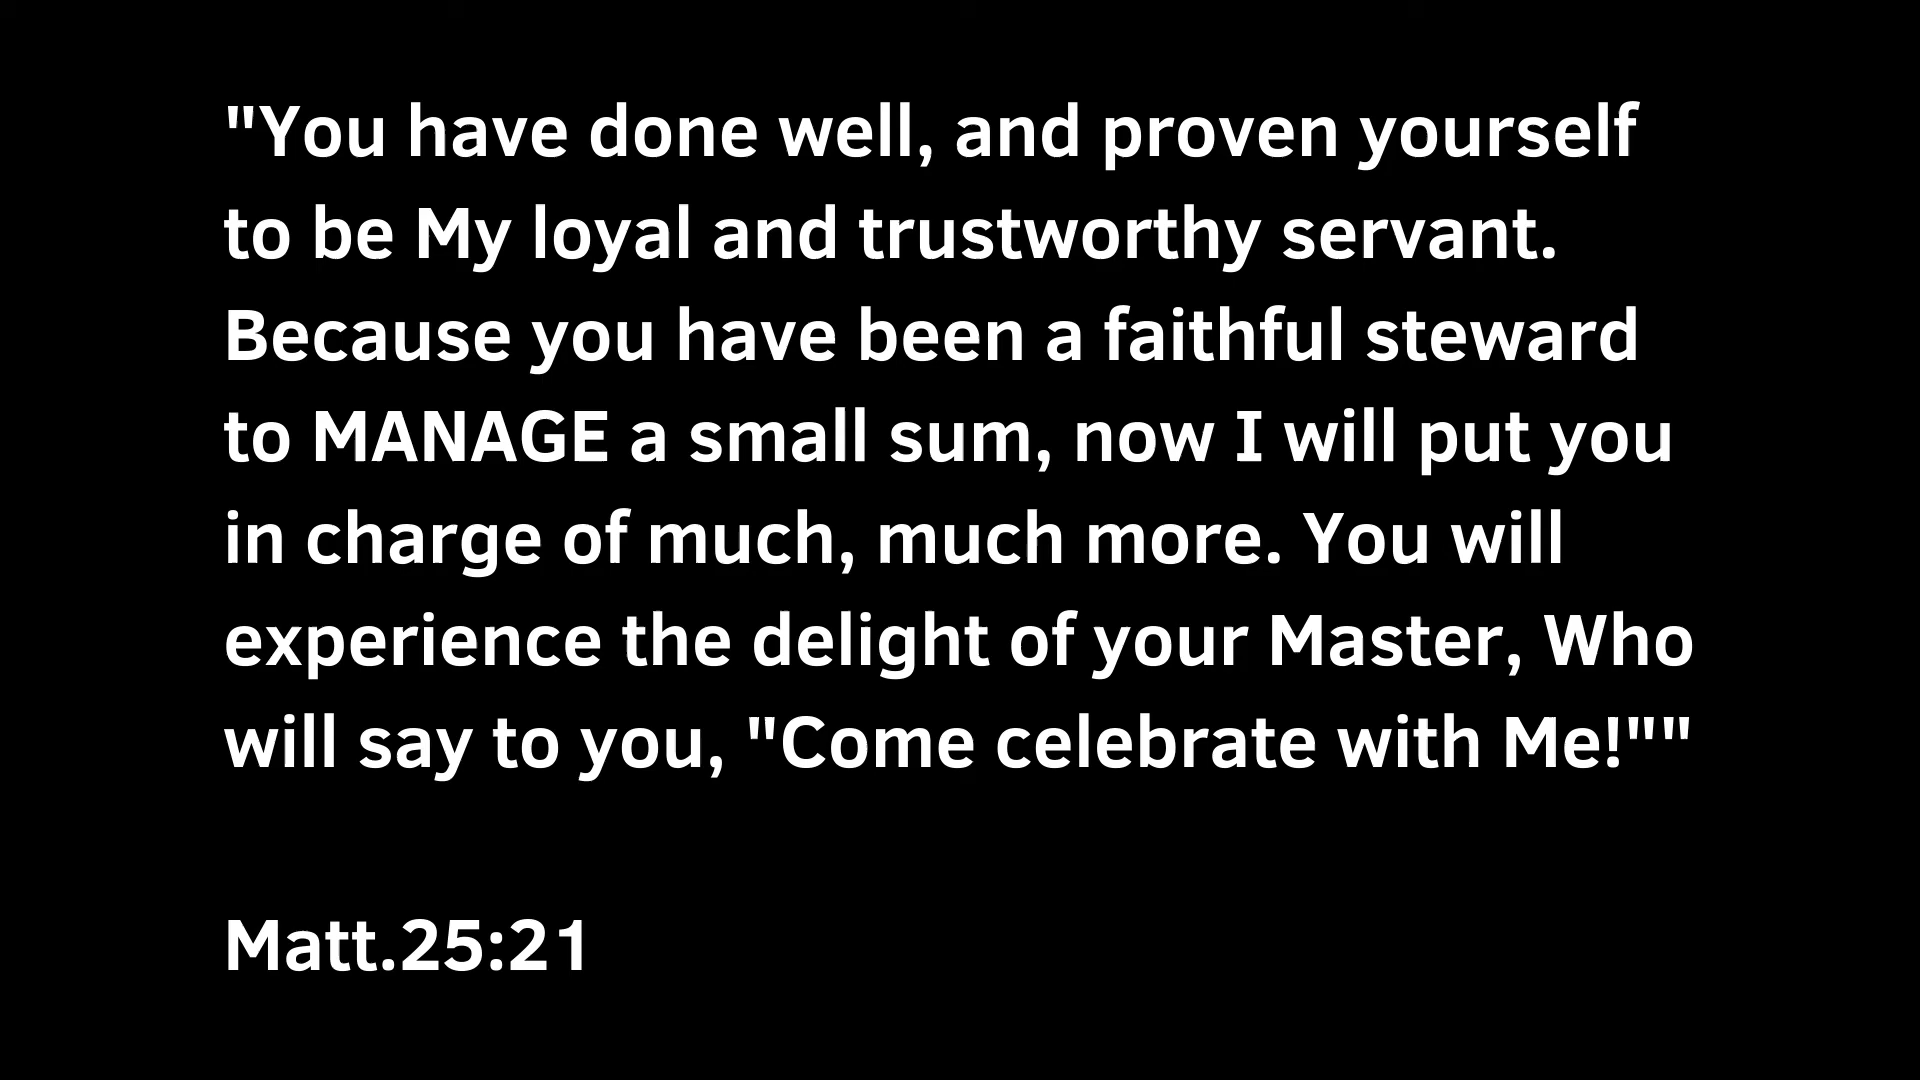 "You have done well, and proven yourself
to be My loyal and trustworthy servant.
Because you have been a faithful steward
to MANAGE a small sum, now I will put you
in charge of much, much more. You will
experience the delight of your Master, Who
will say to you, "Come celebrate with Me!""
Matt.25:21